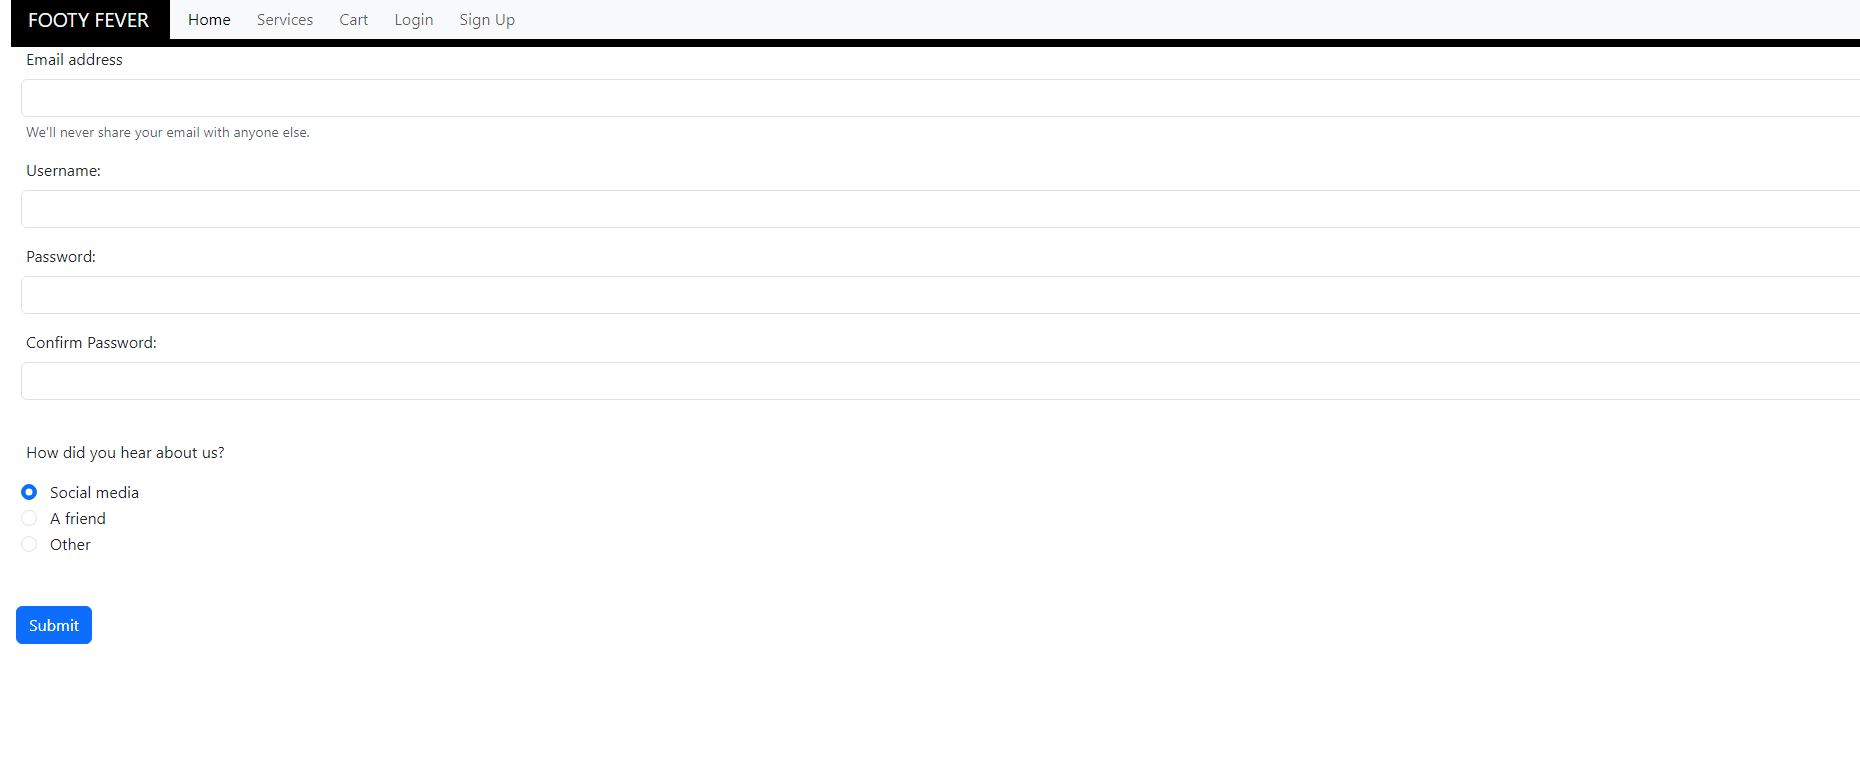 FOOTY FEVER Home Services Cart Login Sign Up
Email address
We'll never share your email with anyone else.
Username:
Password:
Confirm Password:
How did you hear about us?
Social media
A friend
Other
Submit